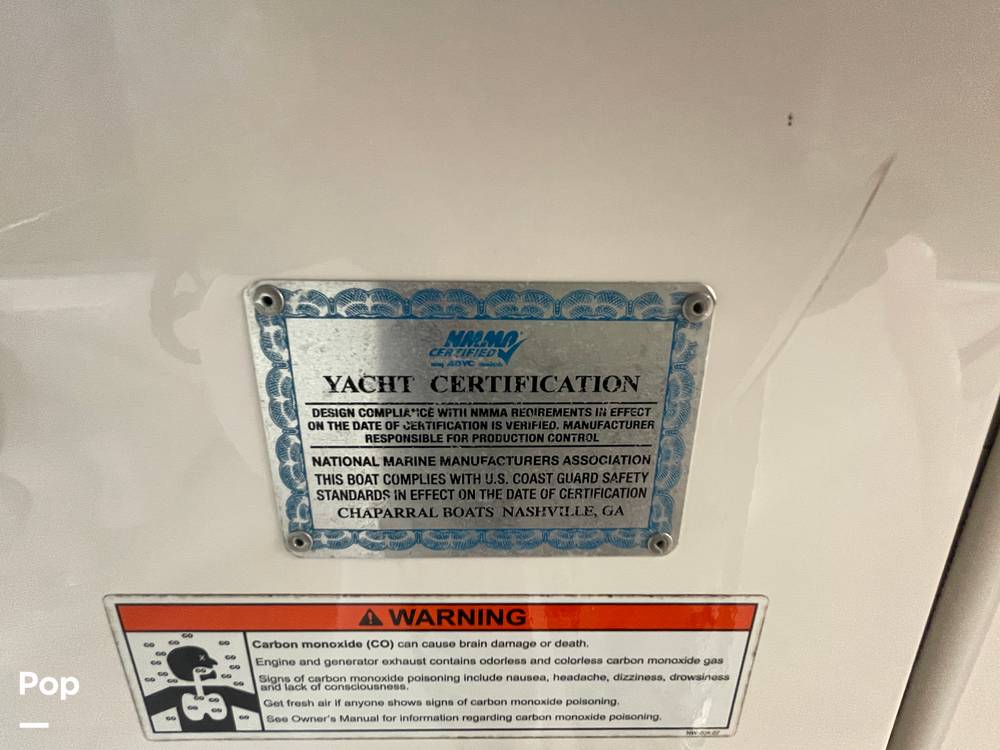 NMMA
CERTIFIED
using ABYC standards
YACHT CERTIFICATION
DESIGN COMPLIANCE WITH NMMA REQIREMENTS IN EFFECT
ON THE DATE OF CERTIFICATION IS VERIFIED. MANUFACTURER
RESPONSIBLE FOR PRODUCTION CONTROL
NATIONAL MARINE MANUFACTURERS ASSOCIATION
THIS BOAT COMPLIES WITH U.S. COAST GUARD SAFETY
STANDARDS IN EFFECT ON THE DATE OF CERTIFICATION
CHAPARRAL BOATS NASHVILLE, GA
WARNING
Carbon monoxide (CO) can cause brain damage or death.
Engine and generator exhaust contains odorless and colorless carbon monoxide gas
Signs of carbon monoxide poisoning include nausea, headache, dizziness, drowsiness
and lack of consciousness.
Get fresh air if anyone shows signs of carbon monoxide poisoning.
See Owner's Manual for information regarding carbon monoxide poisoning.
Pop